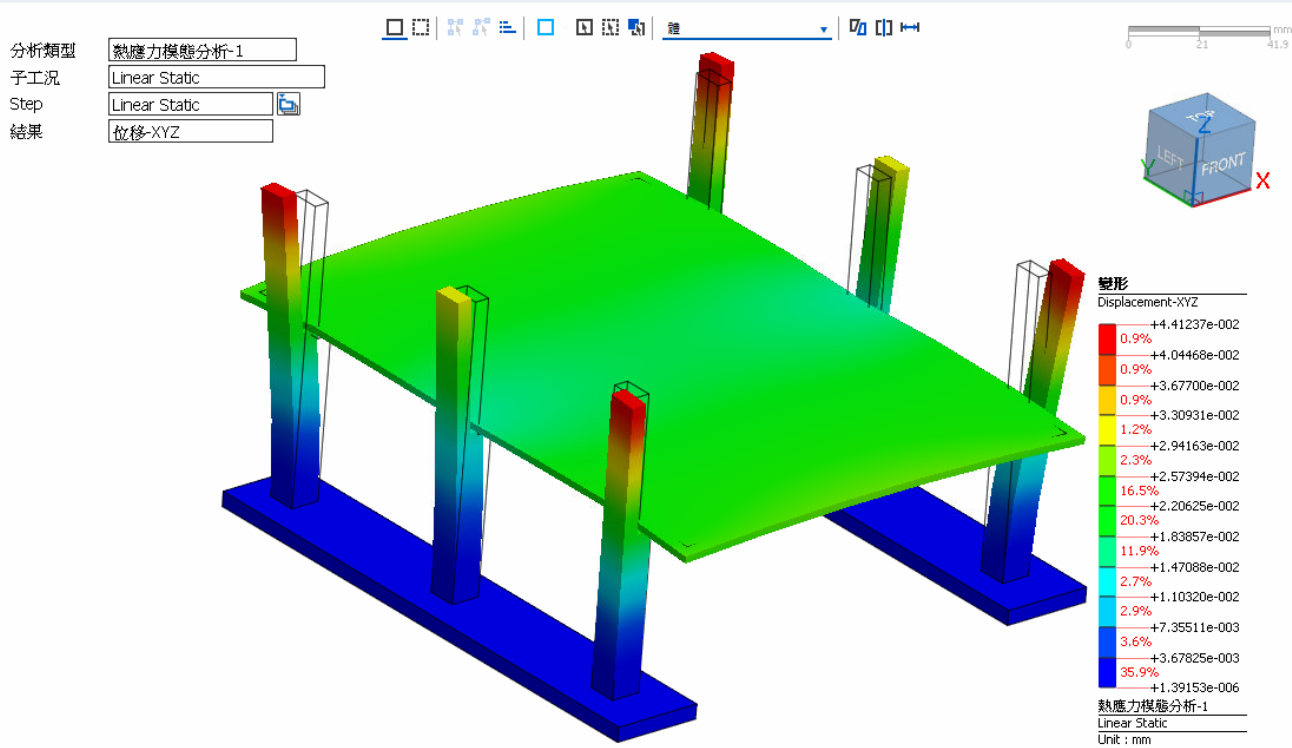 體
mm
0 21 41.9
分析類型 熱應力模態分析-1
子工況 Linear Static
Step Linear Static
結果 位移-XYZ
TOP
Z
LEFT FRONT
Y
X
變形
Displacement-XYZ
+4.41237e-002
0.9%
+4.04468e-002
0.9%
+3.67700e-002
0.9%
+3.30931e-002
1.2%
+2.94163e-002
2.3%
+2.57394e-002
16.5%
+2.20625e-002
20.3%
+1.83857e-002
11.9%
+1.47088e-002
2.7%
+1.10320e-002
2.9%
+7.35511e-003
3.6%
+3.67825e-003
35.9%
+1.39153e-006
熱應力模態分析-1
Linear Static
Unit : mm